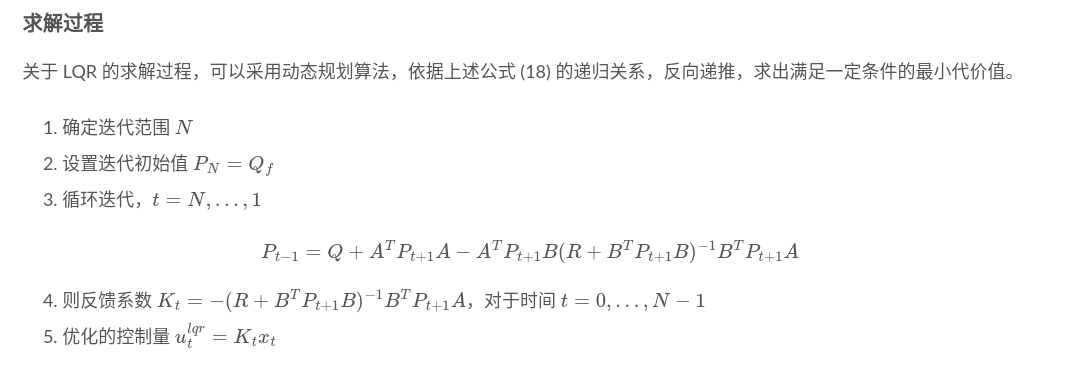 求解过程
关于 LQR 的求解过程，可以采用动态规划算法，依据上述公式 (18) 的递归关系，反向递推，求出满足一定条件的最小代价值。
1. 确定迭代范围 N
2. 设置迭代初始值 P_N = Q_f
3. 循环迭代，t = N, . . . , 1
P_{t−1} = Q + A^T P_{t+1} A − A^T P_{t+1} B(R + B^T P_{t+1} B)^{−1} B^T P_{t+1} A
4. 则反馈系数 K_t = −(R + B^T P_{t+1} B)^{−1} B^T P_{t+1} A，对于时间 t = 0, . . . , N − 1
5. 优化的控制量 u_t^{lqr} = K_t x_t